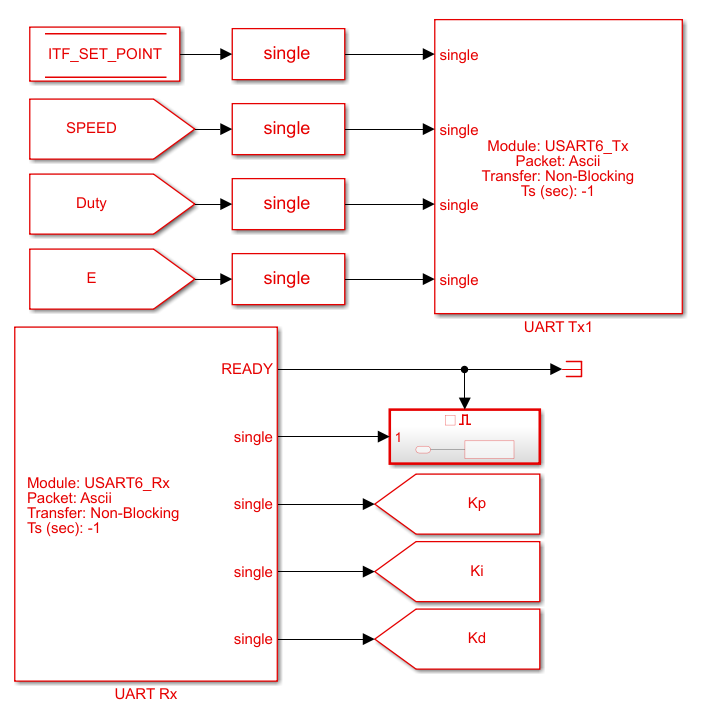 ITF_SET_POINT
single
single
SPEED
single
single
Module: USART6_Tx
Packet: Ascii
Transfer: Non-Blocking
Ts (sec): -1
Duty
single
single
E
single
single
UART Tx1
READY
single
1
Module: USART6_Rx
Packet: Ascii
Transfer: Non-Blocking
Ts (sec): -1
single
Kp
single
Ki
single
Kd
UART Rx